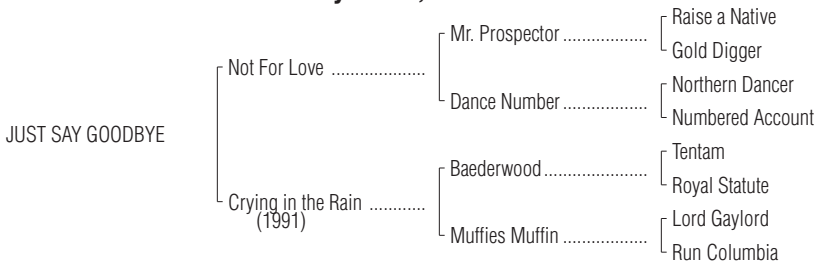 Raise a Native
Mr. Prospector ....................
Gold Digger
Not For Love ....................
Northern Dancer
Dance Number ....................
Numbered Account
JUST SAY GOODBYE
Tentam
Baederwood ....................
Royal Statute
Crying in the Rain ............
(1991)
Lord Gaylord
Muffies Muffin ....................
Run Columbia